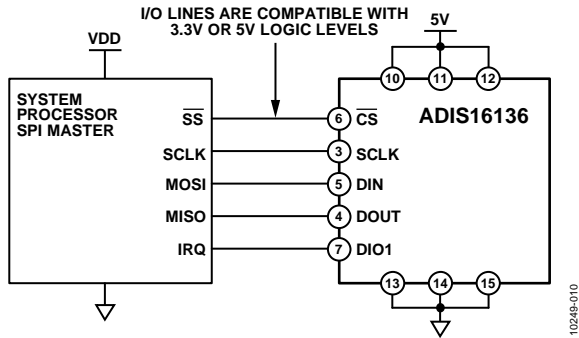 I/O LINES ARE COMPATIBLE WITH
3.3V OR 5V LOGIC LEVELS
VDD
5V
10
11
12
SYSTEM
PROCESSOR
SPI MASTER
ADIS16136
SS
6
CS
SCLK
3
SCLK
MOSI
5
DIN
MISO
4
DOUT
IRQ
7
DIO1
13
14
15
10249-010